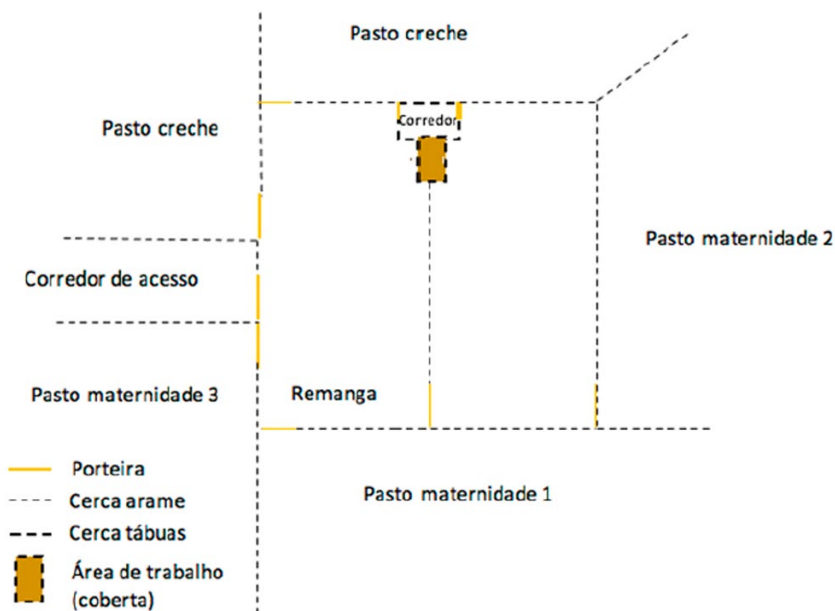 Pasto creche
Corredor
Pasto creche
Pasto maternidade 2
Corredor de acesso
Pasto maternidade 3
Remanga
Pasto maternidade 1
Porteira
Cerca arame
Cerca tábuas
Área de trabalho
(coberta)